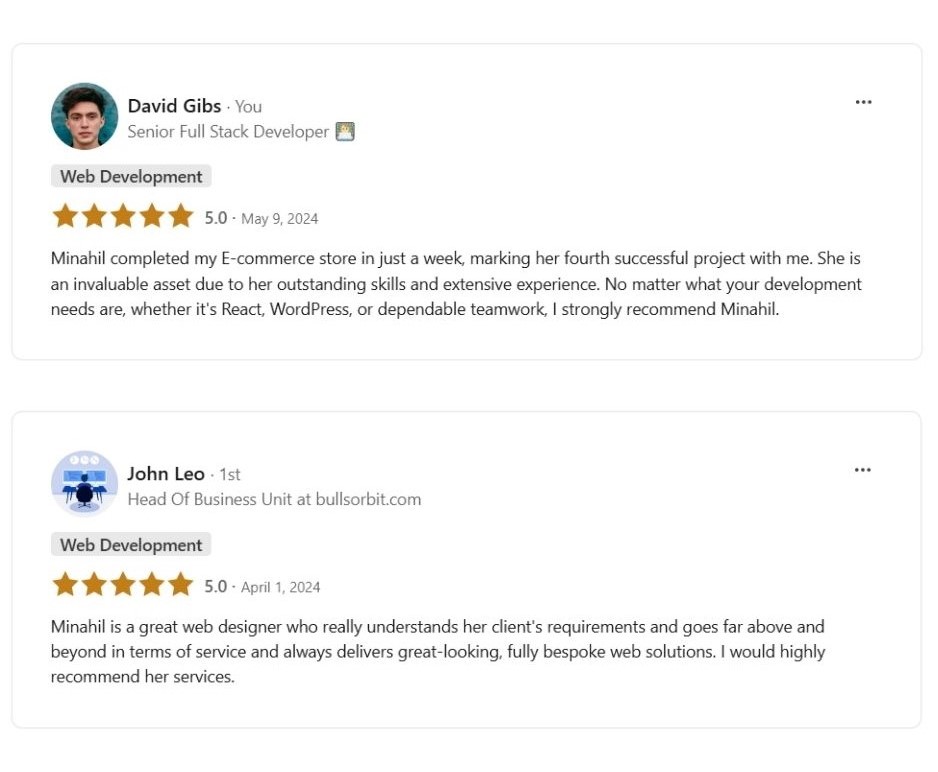 David Gibs · You
Senior Full Stack Developer
Web Development
5.0 · May 9, 2024
Minahil completed my E-commerce store in just a week, marking her fourth successful project with me. She is
an invaluable asset due to her outstanding skills and extensive experience. No matter what your development
needs are, whether it's React, WordPress, or dependable teamwork, I strongly recommend Minahil.
John Leo · 1st
Head Of Business Unit at bullsorbit.com
Web Development
5.0 · April 1, 2024
Minahil is a great web designer who really understands her client's requirements and goes far above and
beyond in terms of service and always delivers great-looking, fully bespoke web solutions. I would highly
recommend her services.